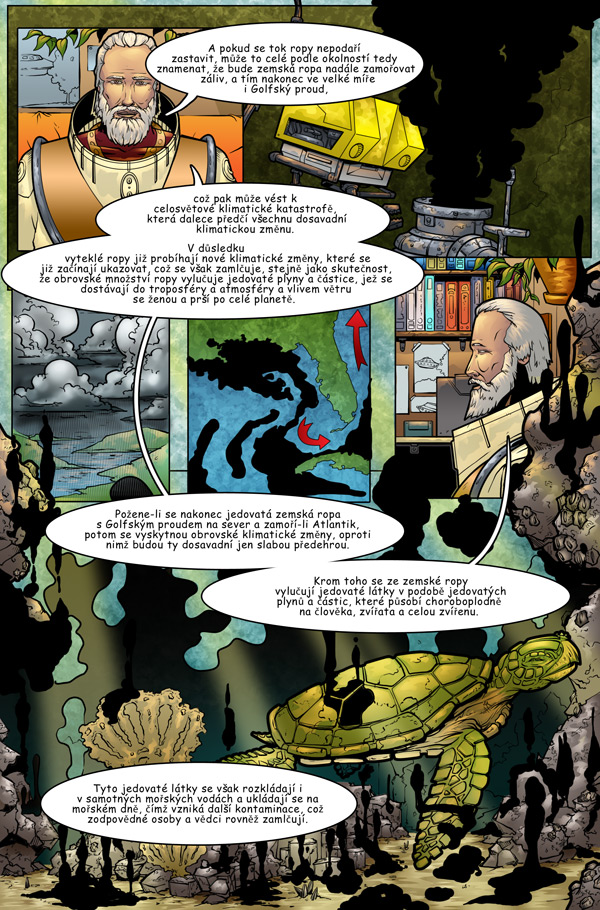 A pokud se tok ropy nepodaří
zastavit, může to celé podle okolností tedy
znamenat, že bude zemská ropa nadále zamořovat
záliv, a tím nakonec ve velké míře
i Golfský proud,
což pak může vést k
celosvětové klimatické katastrofě,
která dalece předčí všechnu dosavadní
klimatickou změnu.
V důsledku
vyteklé ropy již probíhají nové klimatické změny, které se
již začínají ukazovat, což se však zamlčuje, stejně jako skutečnost,
že obrovské množství ropy vylučuje jedovaté plyny a částice, jež se
dostávají do troposféry a atmosféry a vlivem větru
se ženou a prší po celé planetě.
Požene-li se nakonec jedovatá zemská ropa
s Golfským proudem na sever a zamoří-li Atlantik,
potom se vyskytnou obrovské klimatické změny, oproti
nimž budou ty dosavadní jen slabou předehrou.
Krom toho se ze zemské ropy
vylučují jedovaté látky v podobě jedovatých
plynů a částic, které působí choroboplodně
na člověka, zvířata a celou zvířenu.
Tyto jedovaté látky se však rozkládají i
v samotných mořských vodách a ukládají se na
mořském dně, čímž vzniká další kontaminace, což
zodpovědné osoby a vědci rovněž zamlčují.